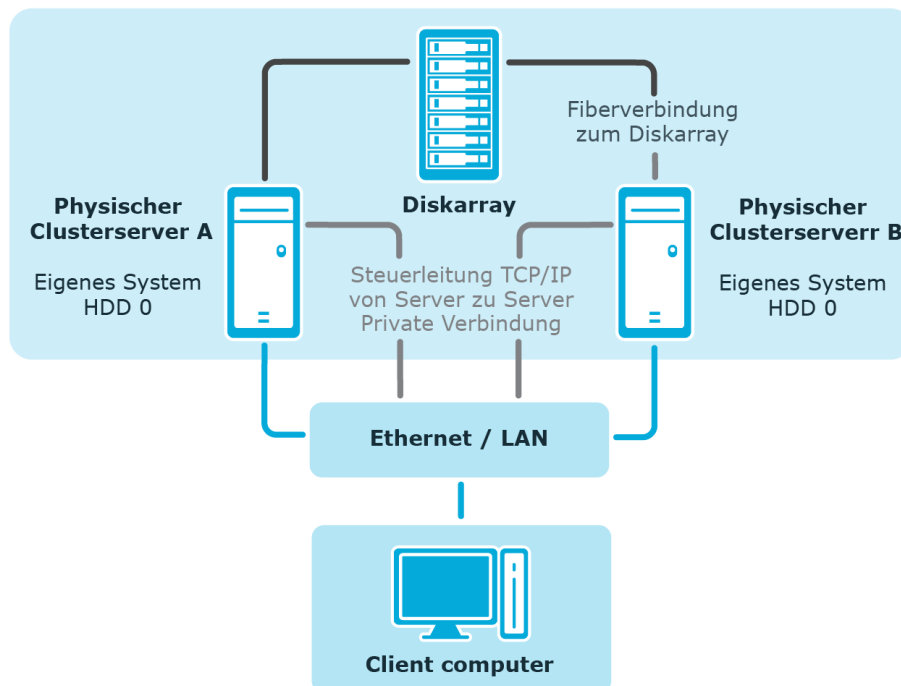 Fiberverbindung
zum Diskarray
Diskarray
Physischer
Clusterserver A
Eigenes System
HDD 0
Physischer
Clusterserverr B
Eigenes System
HDD 0
Steuerleitung TCP/IP
von Server zu Server
Private Verbindung
Ethernet / LAN
Client computer